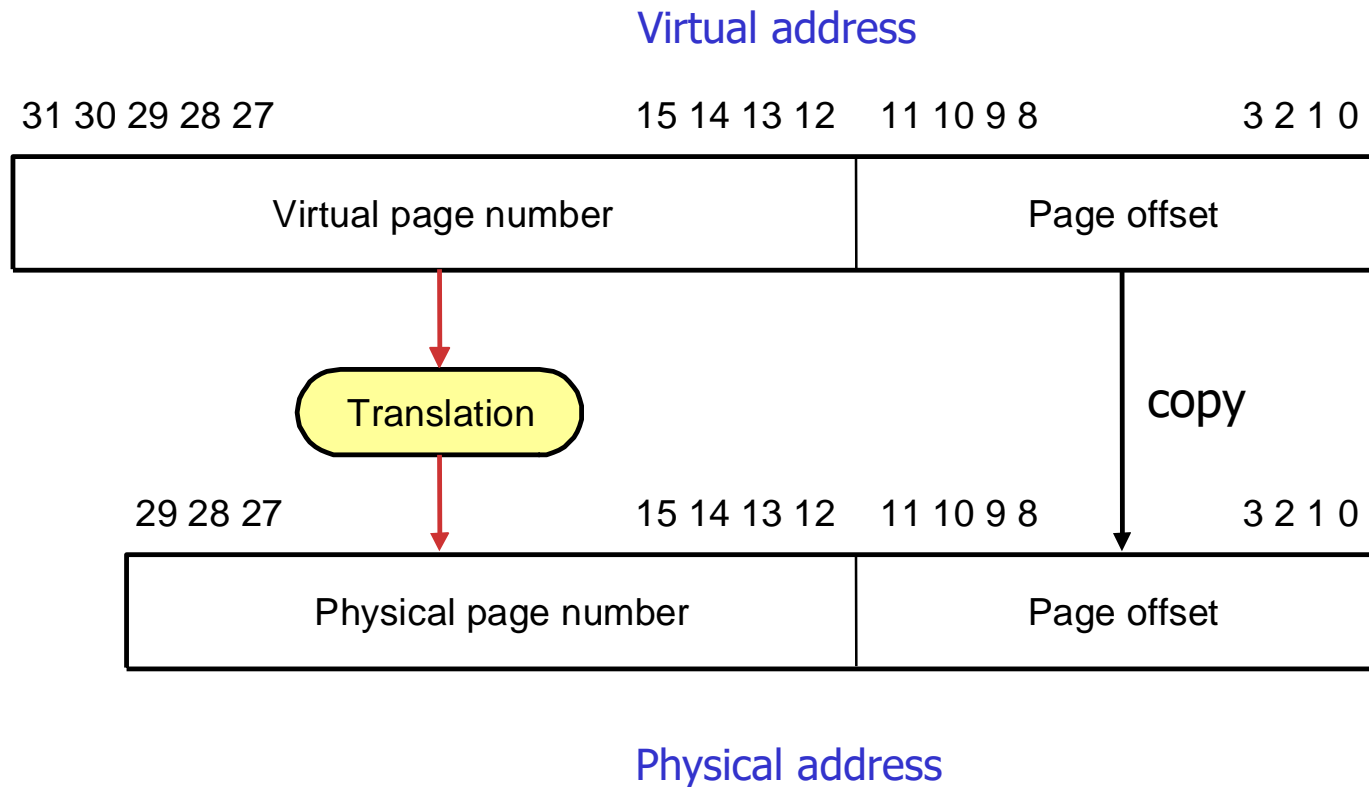 Virtual address
31 30 29 28 27 15 14 13 12 11 10 9 8 3 2 1 0
Virtual page number Page offset
Translation
copy
29 28 27 15 14 13 12 11 10 9 8 3 2 1 0
Physical page number Page offset
Physical address